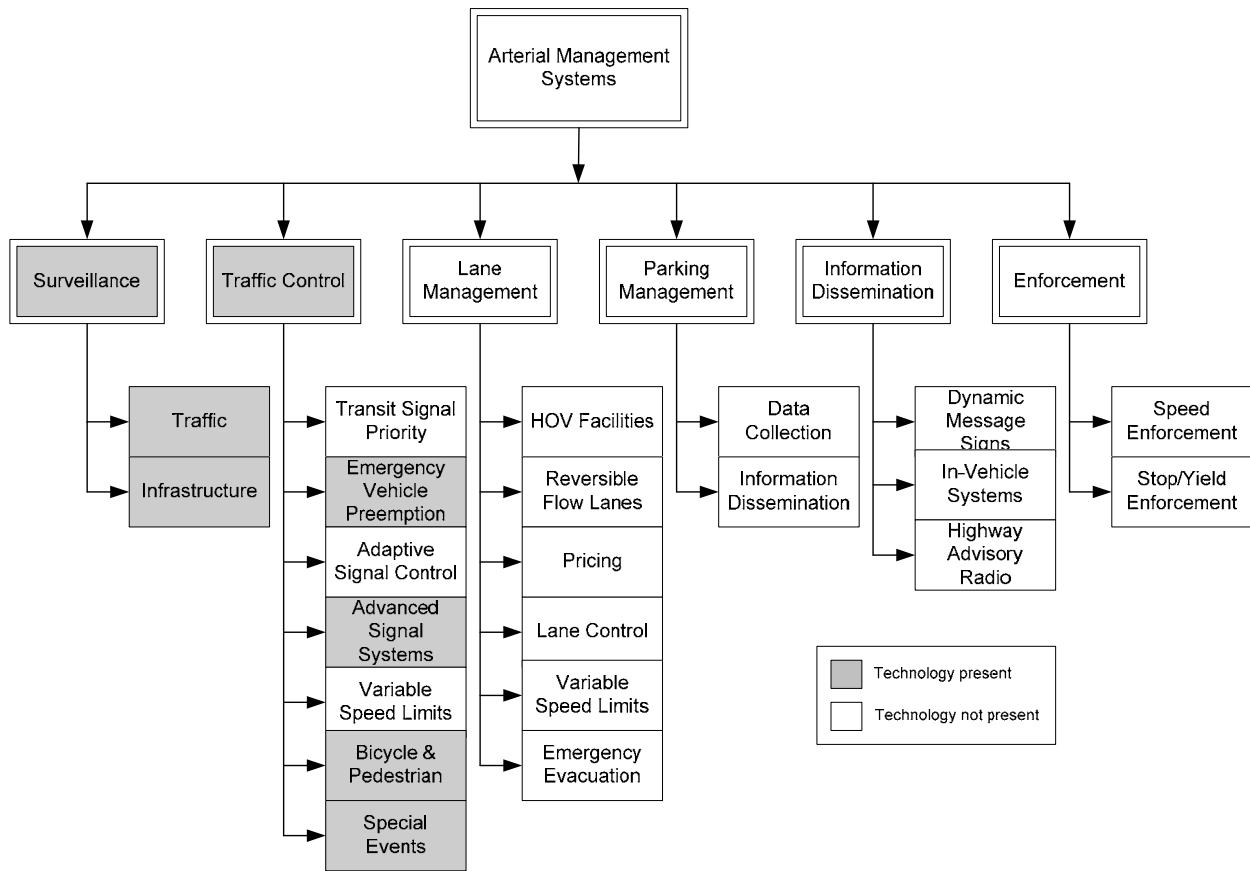 Arterial Management
Systems
Surveillance
Traffic Control
Lane
Management
Parking
Management
Information
Dissemination
Enforcement
Traffic
Infrastructure
Transit Signal
Priority
Emergency
Vehicle
Preemption
Adaptive
Signal Control
Advanced
Signal
Systems
Variable
Speed Limits
Bicycle &
Pedestrian
Special
Events
HOV Facilities
Reversible
Flow Lanes
Pricing
Lane Control
Variable
Speed Limits
Emergency
Evacuation
Data
Collection
Information
Dissemination
Dynamic
Message
Signs
In-Vehicle
Systems
Highway
Advisory
Radio
Speed
Enforcement
Stop/Yield
Enforcement
Technology present
Technology not present